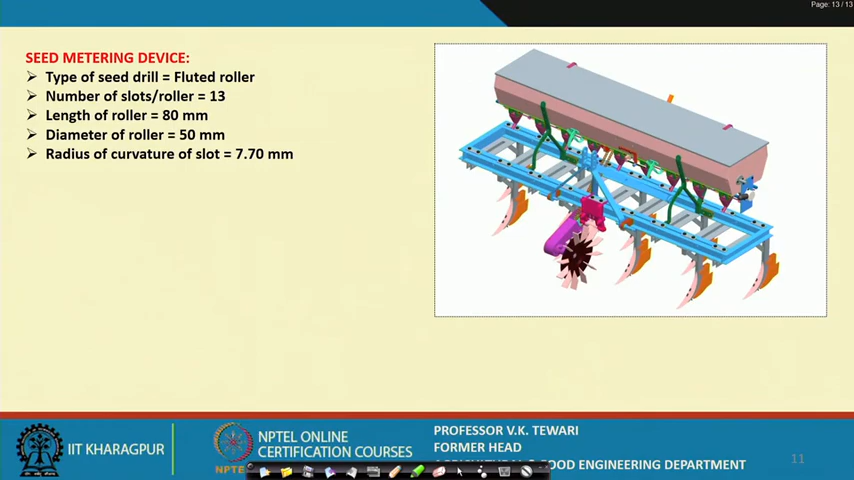 Page: 13 / 13
SEED METERING DEVICE:
➢ Type of seed drill = Fluted roller
➢ Number of slots/roller = 13
➢ Length of roller = 80 mm
➢ Diameter of roller = 50 mm
➢ Radius of curvature of slot = 7.70 mm
IIT KHARAGPUR
NPTEL
NPTEL ONLINE
CERTIFICATION COURSES
PROFESSOR V.K. TEWARI
FORMER HEAD
FOOD ENGINEERING DEPARTMENT
11